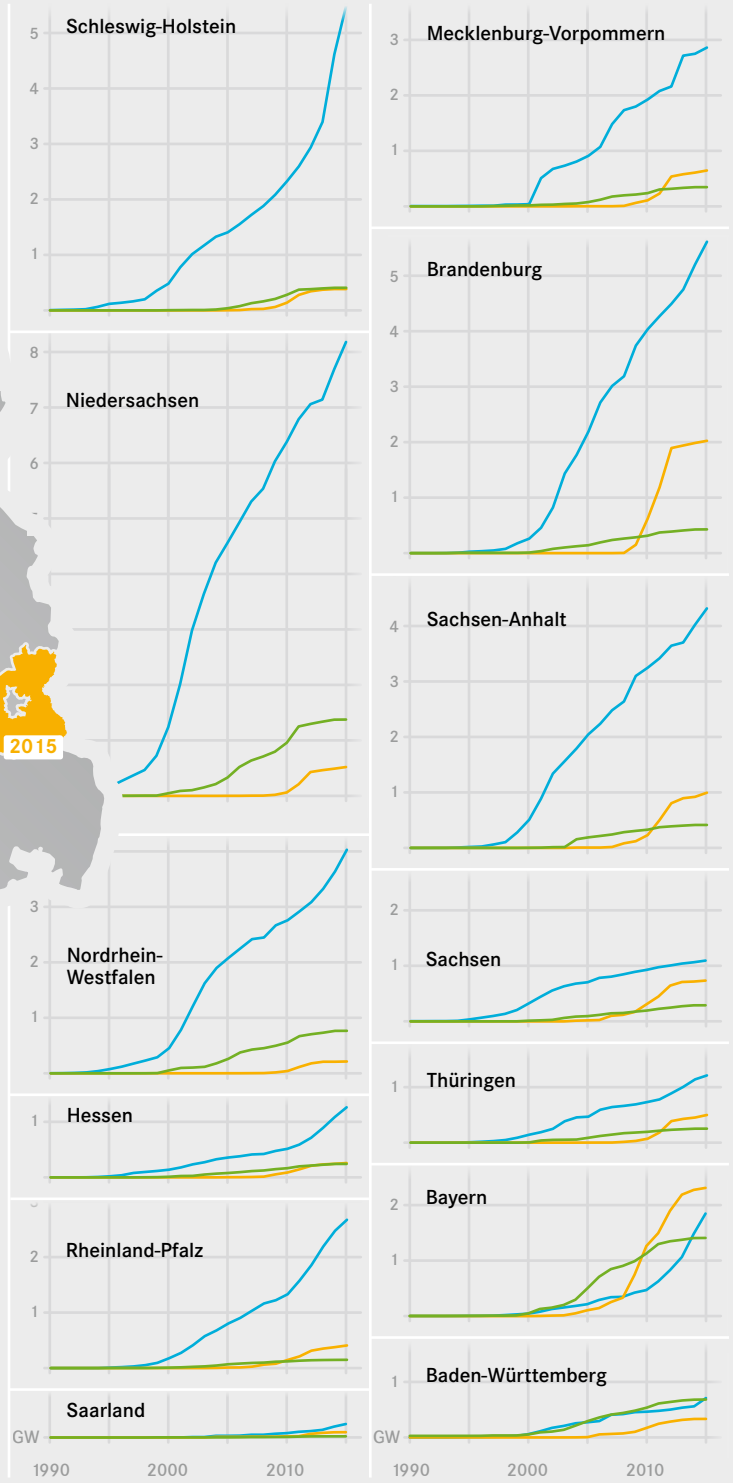 Schleswig-Holstein
5
4
3
2
1
Niedersachsen
8
7
6
2015
Nordrhein-
Westfalen
3
2
1
Hessen
1
Rheinland-Pfalz
2
1
Saarland
GW
1990 2000 2010
Mecklenburg-Vorpommern
3
2
1
Brandenburg
5
4
3
2
1
Sachsen-Anhalt
4
3
2
1
Sachsen
2
1
Thüringen
1
Bayern
2
1
Baden-Württemberg
1
GW
1990 2000 2010